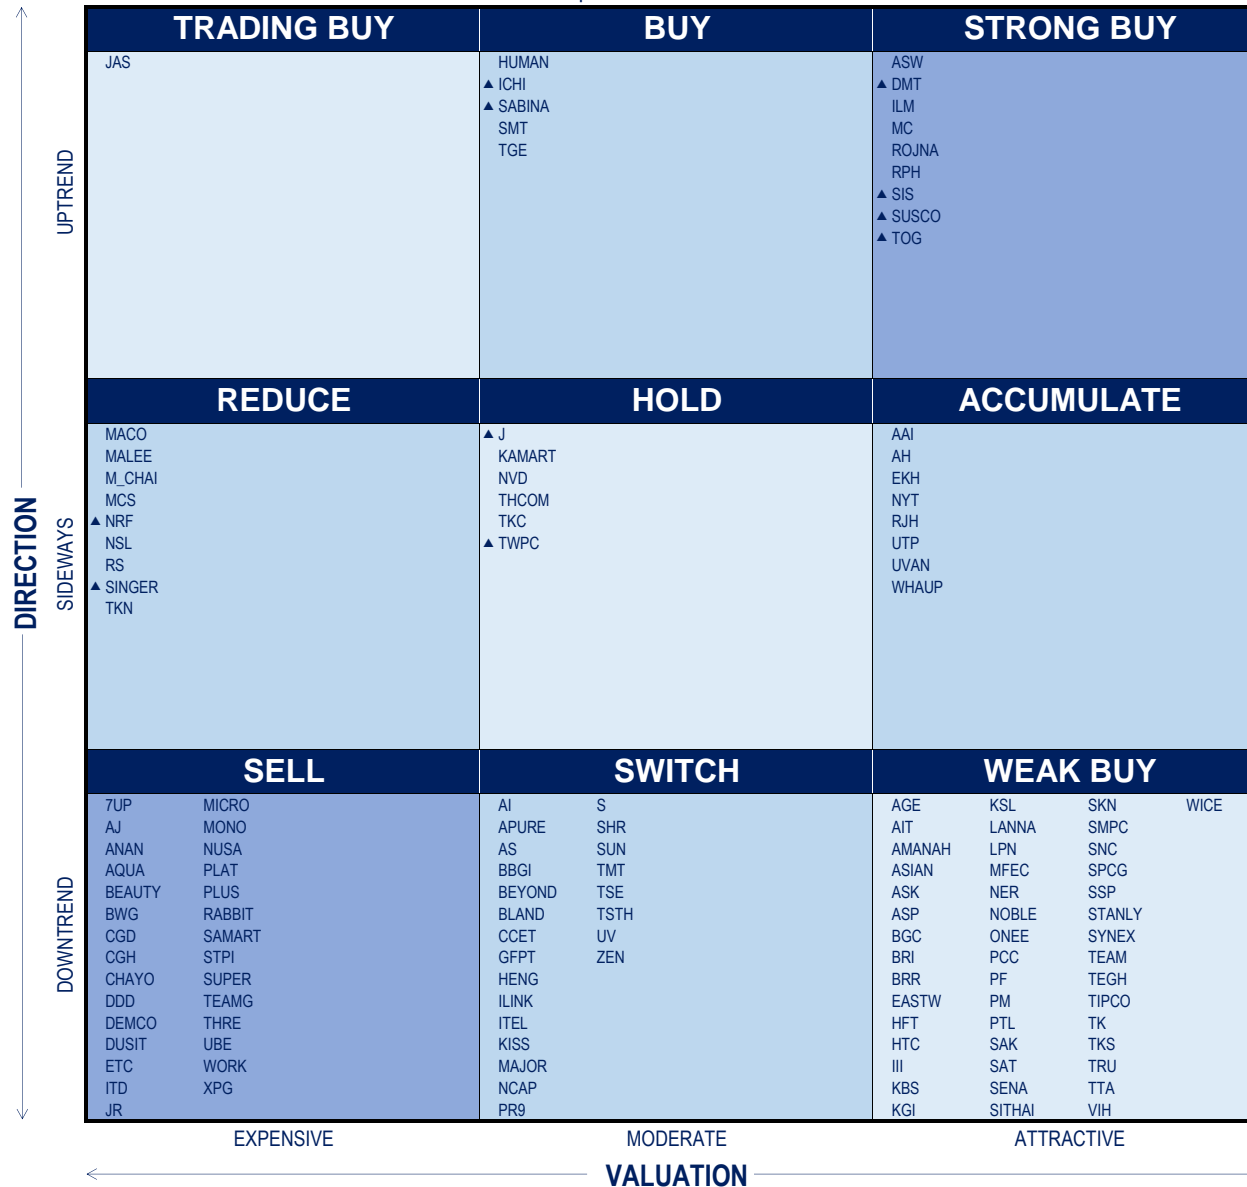 TRADING BUY BUY STRONG BUY
JAS
HUMAN
▲ ICHI
▲ SABINA
SMT
TGE
ASW
▲ DMT
ILM
MC
ROJNA
RPH
▲ SIS
▲ SUSCO
▲ TOG
UPTREND
REDUCE HOLD ACCUMULATE
MACO
MALEE
M_CHAI
MCS
▲ NRF
NSL
RS
▲ SINGER
TKN
▲ J
KAMART
NVD
THCOM
TKC
▲ TWPC
AAI
AH
EKH
NYT
RJH
UTP
UVAN
WHAUP
DIRECTION
SIDEWAYS
SELL SWITCH WEAK BUY
7UP MICRO
AJ MONO
ANAN NUSA
AQUA PLAT
BEAUTY PLUS
BWG RABBIT
CGD SAMART
CGH STPI
CHAYO SUPER
DDD TEAMG
DEMCO THRE
DUSIT UBE
ETC WORK
ITD XPG
JR
AI S
APURE SHR
AS SUN
BBGI TMT
BEYOND TSE
BLAND TSTH
CCET UV
GFPT ZEN
HENG
ILINK
ITEL
KISS
MAJOR
NCAP
PR9
AGE KSL SKN WICE
AIT LANNA SMPC
AMANAH LPN SNC
ASIAN MFEC SPCG
ASK NER SSP
ASP NOBLE STANLY
BGC ONEE SYNEX
BRI PCC TEAM
BRR PF TEGH
EASTW PM TIPCO
HFT PTL TK
HTC SAK TKS
III SAT TRU
KBS SENA TTA
KGI SITHAI VIH
DOWNTREND
EXPENSIVE MODERATE ATTRACTIVE
VALUATION